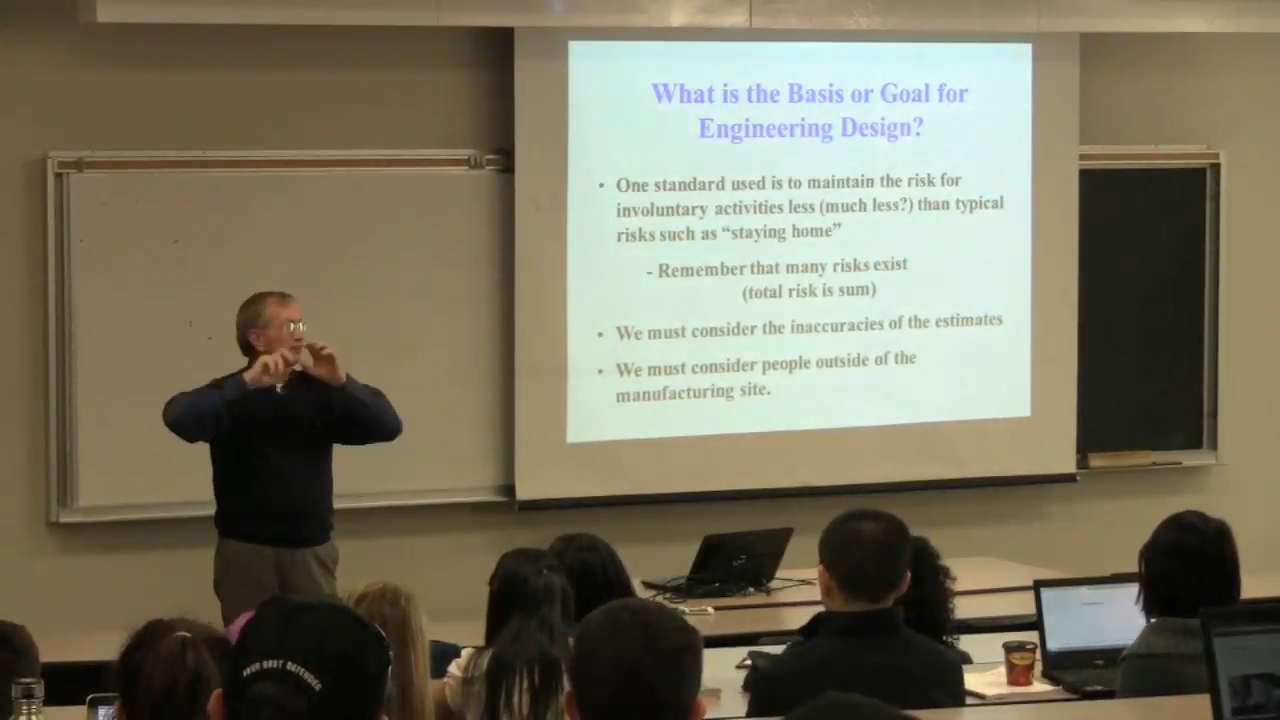 What is the Basis or Goal for
Engineering Design?
• One standard used is to maintain the risk for
involuntary activities less (much less?) than typical
risks such as “staying home”
- Remember that many risks exist
(total risk is sum)
• We must consider the inaccuracies of the estimates
• We must consider people outside of the
manufacturing site.